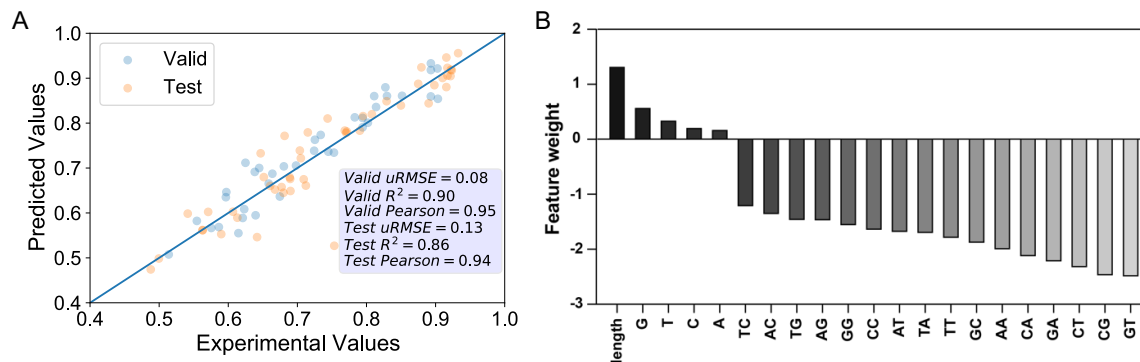 A
Predicted Values
1.0
0.9
0.8
0.7
0.6
0.5
0.4
Valid
Test
Valid uRMSE = 0.08
Valid R² = 0.90
Valid Pearson = 0.95
Test uRMSE = 0.13
Test R² = 0.86
Test Pearson = 0.94
0.4 0.5 0.6 0.7 0.8 0.9 1.0
Experimental Values
B
Feature weight
2
1
0
-1
-2
-3
length G T C A TC AC TG AG GG CC AT TA TT GC AA CA GA CT CG GT